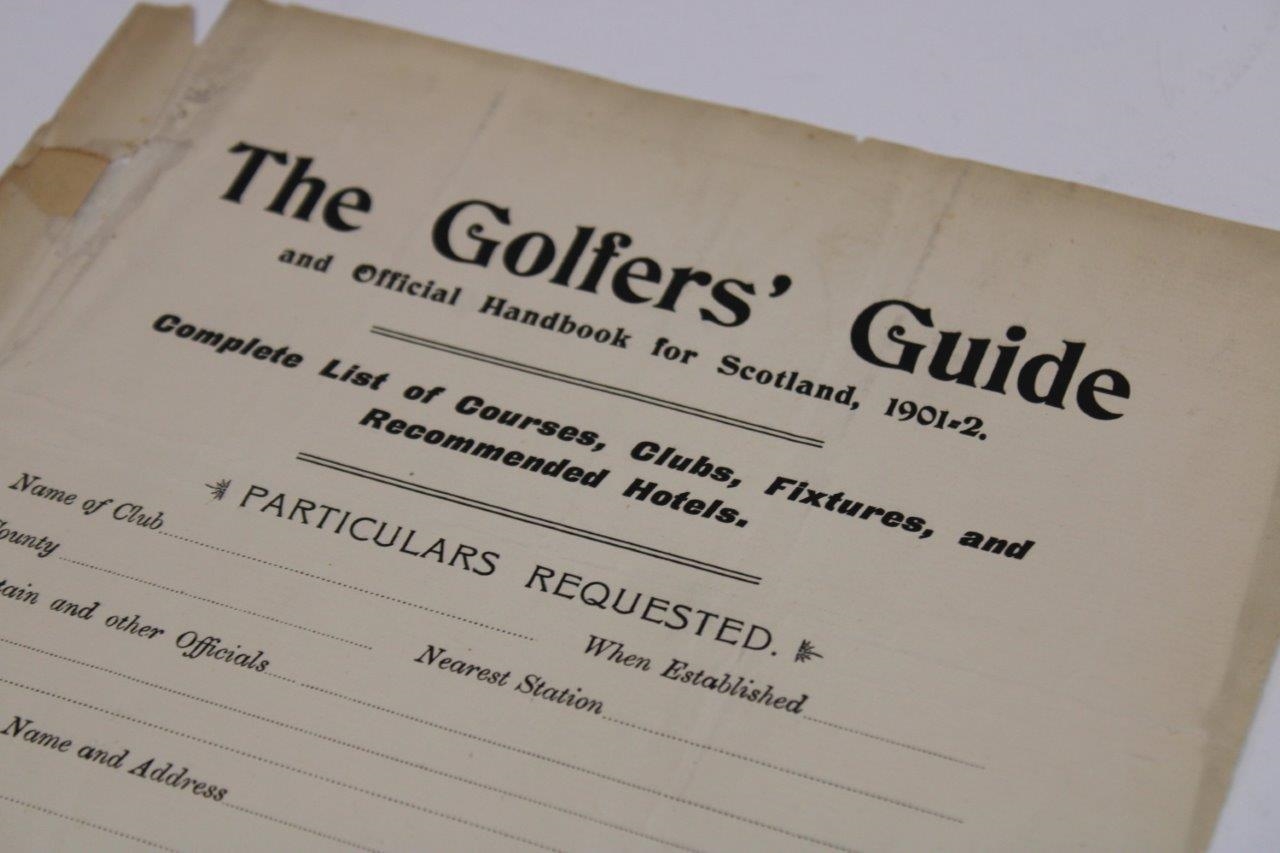 The Golfers' Guide
and Official Handbook for Scotland, 1901-2.
Complete List of Courses, Clubs, Fixtures, and
Recommended Hotels.
PARTICULARS REQUESTED.
Name of Club When Established
County Nearest Station
tain and other Officials
Name and Address